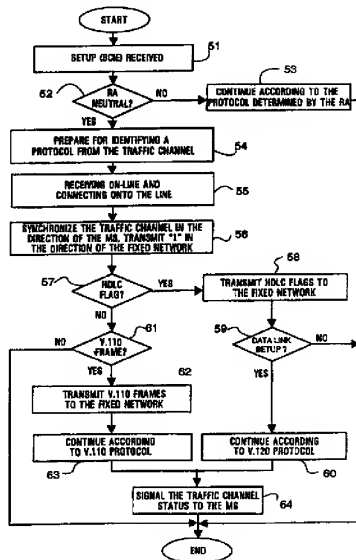 START
SETUP (BCIE) RECEIVED
51
52
RA
NEUTRAL?
NO
53
CONTINUE ACCORDING TO THE
PROTOCOL DETERMINED BY THE RA
YES
PREPARE FOR IDENTIFYING A
PROTOCOL FROM THE TRAFFIC CHANNEL
54
RECEIVING ON-LINE AND
CONNECTING ONTO THE LINE
55
SYNCHRONIZE THE TRAFFIC CHANNEL IN THE
DIRECTION OF THE MS, TRANSMIT "1" IN
THE DIRECTION OF THE FIXED NETWORK
56
57
HDLC
FLAG?
YES
58
TRANSMIT HDLC FLAGS TO
THE FIXED NETWORK
NO
61
NO
V.110
FRAME?
59
DATA LINK
SETUP?
NO
YES
62
TRANSMIT V.110 FRAMES
TO THE FIXED NETWORK
YES
CONTINUE ACCORDING
TO V.110 PROTOCOL
63
CONTINUE ACCORDING
TO V.120 PROTOCOL
60
SIGNAL THE TRAFFIC CHANNEL
STATUS TO THE MS
64
END